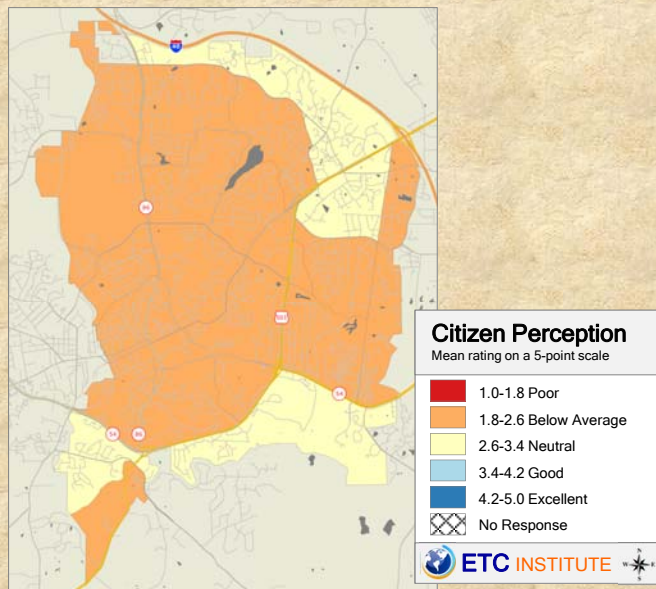 40
86
501
54
54
86
Citizen Perception
Mean rating on a 5-point scale
1.0-1.8 Poor
1.8-2.6 Below Average
2.6-3.4 Neutral
3.4-4.2 Good
4.2-5.0 Excellent
No Response
ETC INSTITUTE
N
W E
S